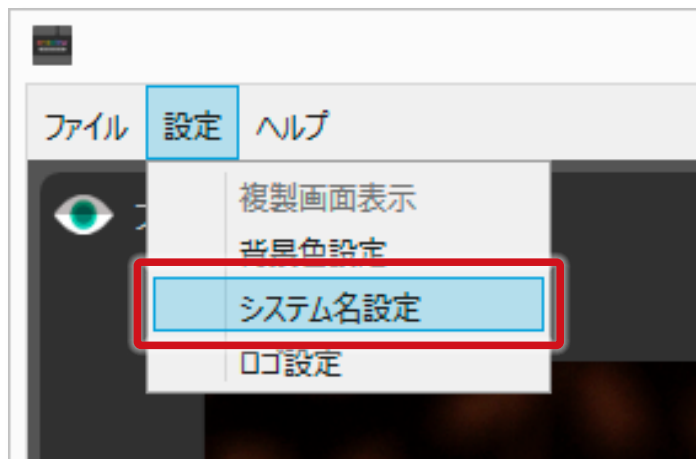 ファイル 設定 ヘルプ
複製画面表示
背景色設定
システム名設定
ロゴ設定